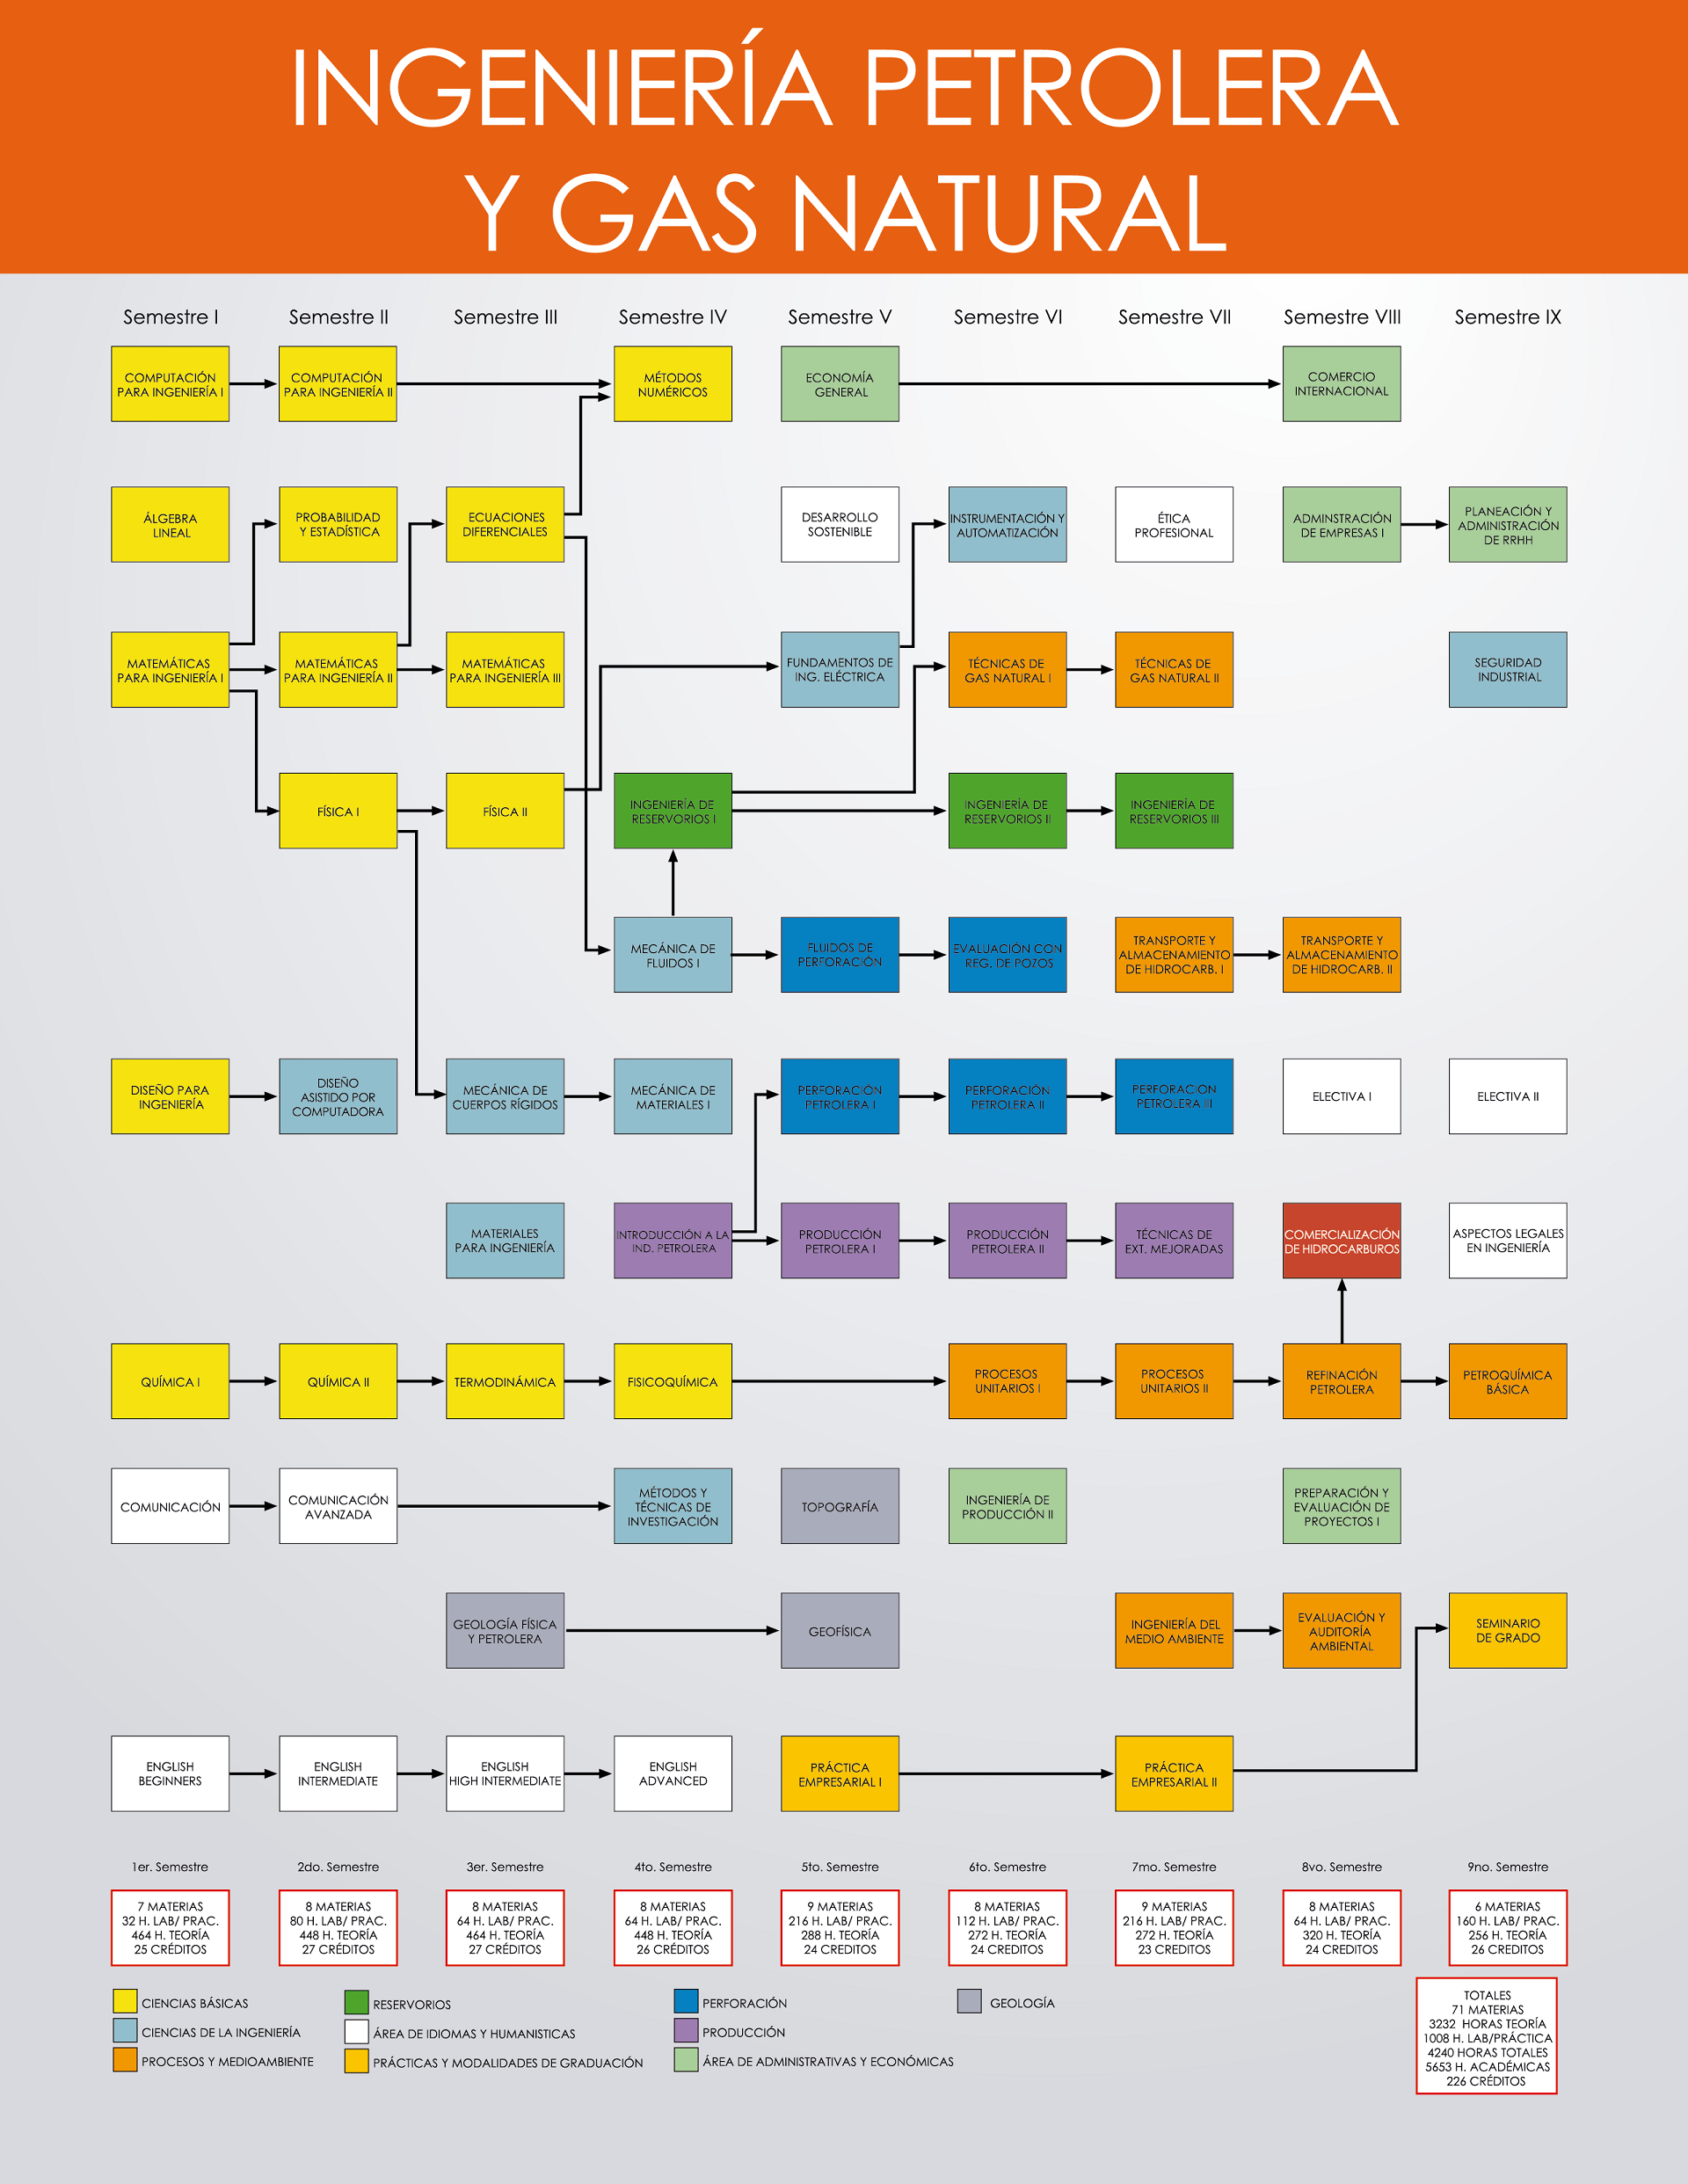 INGENIERÍA PETROLERA
Y GAS NATURAL
Semestre I
Semestre II
Semestre III
Semestre IV
Semestre V
Semestre VI
Semestre VII
Semestre VIII
Semestre IX
COMPUTACIÓN
PARA INGENIERÍA I
COMPUTACIÓN
PARA INGENIERÍA II
MÉTODOS
NUMÉRICOS
ECONOMÍA
GENERAL
COMERCIO
INTERNACIONAL
ÁLGEBRA
LINEAL
PROBABILIDAD
Y ESTADÍSTICA
ECUACIONES
DIFERENCIALES
DESARROLLO
SOSTENIBLE
INSTRUMENTACIÓN Y
AUTOMATIZACIÓN
ÉTICA
PROFESIONAL
ADMINSTRACIÓN
DE EMPRESAS I
PLANEACIÓN Y
ADMINISTRACIÓN
DE RRHH
MATEMÁTICAS
PARA INGENIERÍA I
MATEMÁTICAS
PARA INGENIERÍA II
MATEMÁTICAS
PARA INGENIERÍA III
FUNDAMENTOS DE
ING. ELÉCTRICA
TÉCNICAS DE
GAS NATURAL I
TÉCNICAS DE
GAS NATURAL II
SEGURIDAD
INDUSTRIAL
FÍSICA I
FÍSICA II
INGENIERÍA DE
RESERVORIOS I
INGENIERÍA DE
RESERVORIOS II
INGENIERÍA DE
RESERVORIOS III
MECÁNICA DE
FLUIDOS I
FLUIDOS DE
PERFORACIÓN
EVALUACIÓN CON
REG. DE POZOS
TRANSPORTE Y
ALMACENAMIENTO
DE HIDROCARB. I
TRANSPORTE Y
ALMACENAMIENTO
DE HIDROCARB. II
DISEÑO PARA
INGENIERÍA
DISEÑO
ASISTIDO POR
COMPUTADORA
MECÁNICA DE
CUERPOS RÍGIDOS
MECÁNICA DE
MATERIALES I
PERFORACIÓN
PETROLERA I
PERFORACIÓN
PETROLERA II
PERFORACION
PETROLERA III
ELECTIVA I
ELECTIVA II
MATERIALES
PARA INGENIERÍA
INTRODUCCIÓN A LA
IND. PETROLERA
PRODUCCIÓN
PETROLERA I
PRODUCCIÓN
PETROLERA II
TÉCNICAS DE
EXT. MEJORADAS
COMERCIALIZACIÓN
DE HIDROCARBUROS
ASPECTOS LEGALES
EN INGENIERÍA
QUÍMICA I
QUÍMICA II
TERMODINÁMICA
FISICOQUÍMICA
PROCESOS
UNITARIOS I
PROCESOS
UNITARIOS II
REFINACIÓN
PETROLERA
PETROQUÍMICA
BÁSICA
COMUNICACIÓN
COMUNICACIÓN
AVANZADA
MÉTODOS Y
TÉCNICAS DE
INVESTIGACIÓN
TOPOGRAFÍA
INGENIERÍA DE
PRODUCCIÓN II
PREPARACIÓN Y
EVALUACIÓN DE
PROYECTOS I
GEOLOGÍA FÍSICA
Y PETROLERA
GEOFÍSICA
INGENIERÍA DEL
MEDIO AMBIENTE
EVALUACIÓN Y
AUDITORÍA
AMBIENTAL
SEMINARIO
DE GRADO
ENGLISH
BEGINNERS
ENGLISH
INTERMEDIATE
ENGLISH
HIGH INTERMEDIATE
ENGLISH
ADVANCED
PRÁCTICA
EMPRESARIAL I
PRÁCTICA
EMPRESARIAL II
1er. Semestre
2do. Semestre
3er. Semestre
4to. Semestre
5to. Semestre
6to. Semestre
7mo. Semestre
8vo. Semestre
9no. Semestre
7 MATERIAS
32 H. LAB/ PRAC.
464 H. TEORÍA
25 CRÉDITOS
8 MATERIAS
80 H. LAB/ PRAC.
448 H. TEORÍA
27 CRÉDITOS
8 MATERIAS
64 H. LAB/ PRAC.
464 H. TEORÍA
27 CRÉDITOS
8 MATERIAS
64 H. LAB/ PRAC.
448 H. TEORÍA
26 CRÉDITOS
9 MATERIAS
216 H. LAB/ PRAC.
288 H. TEORÍA
24 CRÉDITOS
8 MATERIAS
112 H. LAB/ PRAC.
272 H. TEORÍA
24 CREDITOS
9 MATERIAS
216 H. LAB/ PRAC.
272 H. TEORÍA
23 CREDITOS
8 MATERIAS
64 H. LAB/ PRAC.
320 H. TEORÍA
24 CREDITOS
6 MATERIAS
160 H. LAB/ PRAC.
256 H. TEORÍA
26 CREDITOS
CIENCIAS BÁSICAS
CIENCIAS DE LA INGENIERÍA
PROCESOS Y MEDIOAMBIENTE
RESERVORIOS
ÁREA DE IDIOMAS Y HUMANISTICAS
PRÁCTICAS Y MODALIDADES DE GRADUACIÓN
PERFORACIÓN
PRODUCCIÓN
ÁREA DE ADMINISTRATIVAS Y ECONÓMICAS
GEOLOGÍA
TOTALES
71 MATERIAS
3232 HORAS TEORÍA
1008 H. LAB/PRÁCTICA
4240 HORAS TOTALES
5653 H. ACADÉMICAS
226 CRÉDITOS